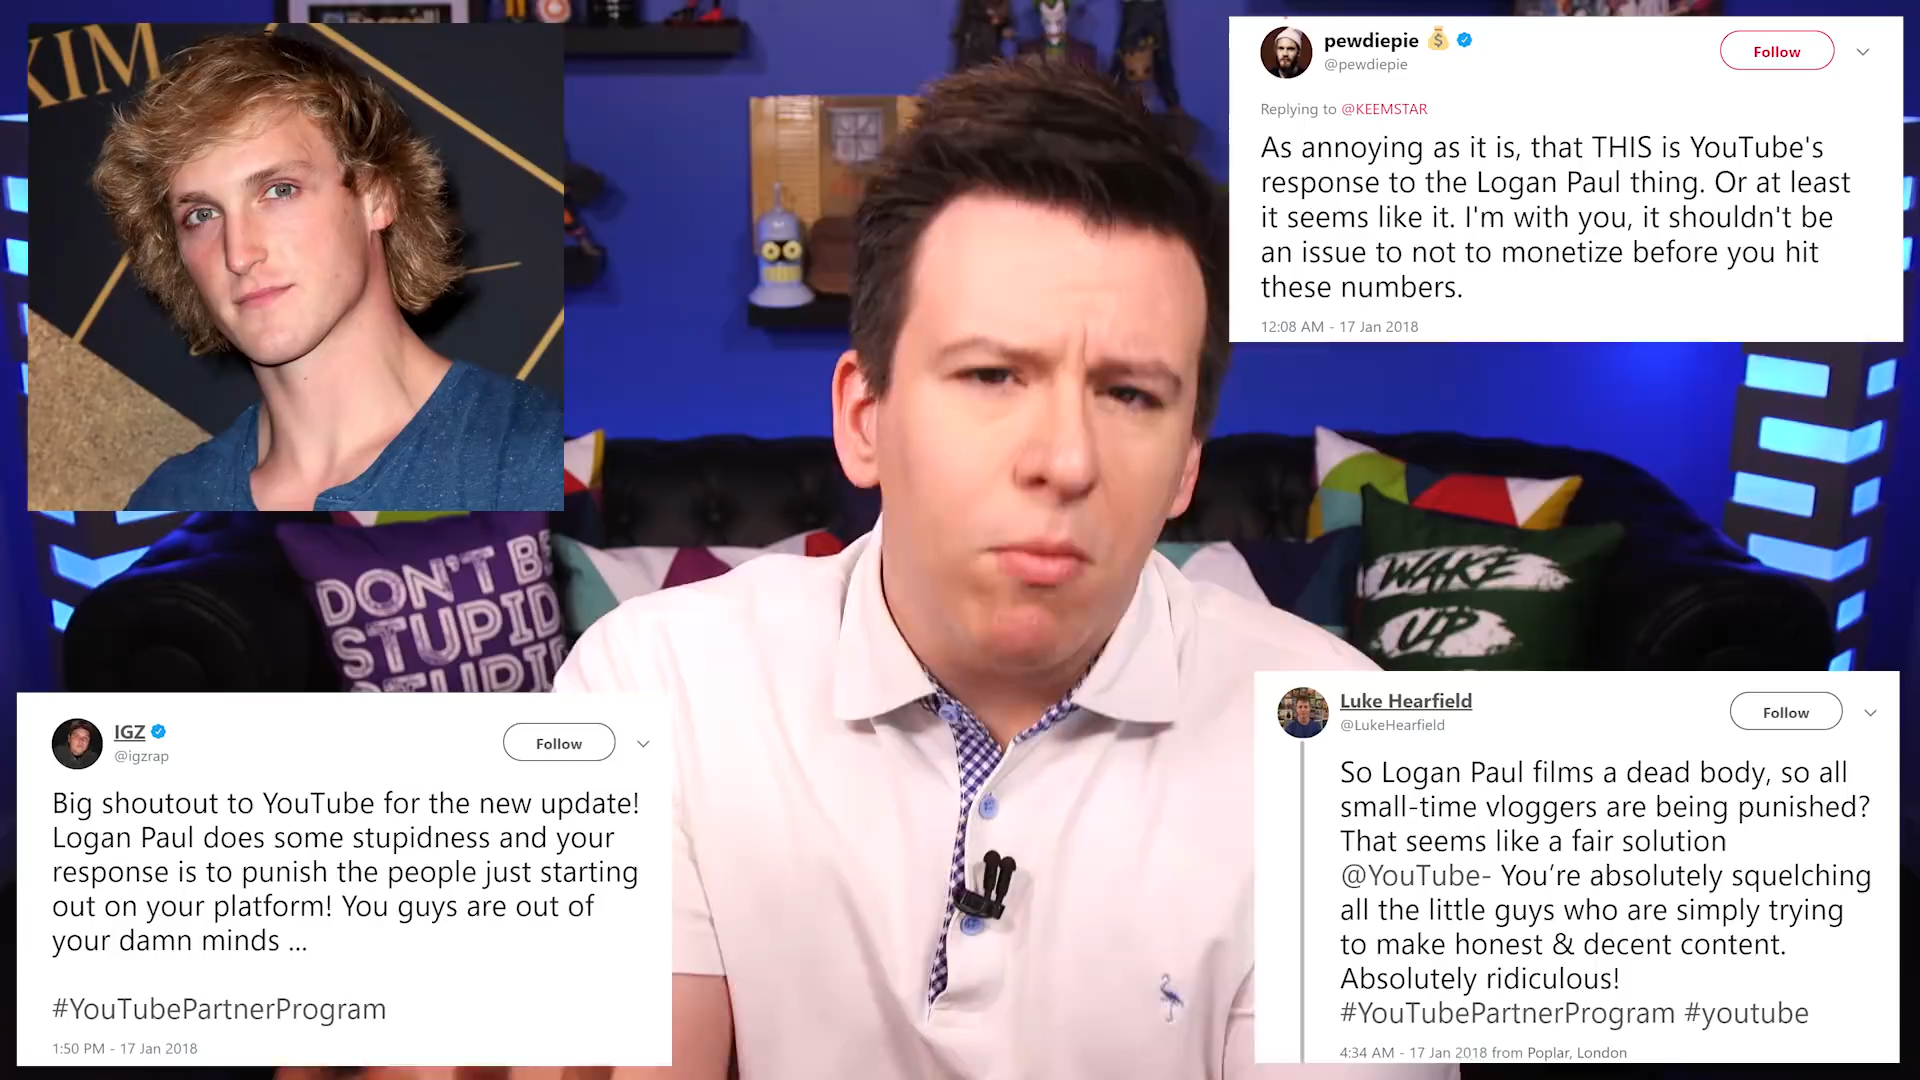 XIM
pewdiepie
@pewdiepie
Follow
Replying to @KEEMSTAR
As annoying as it is, that THIS is YouTube's
response to the Logan Paul thing. Or at least
it seems like it. I'm with you, it shouldn't be
an issue to not to monetize before you hit
these numbers.
12:08 AM - 17 Jan 2018
DON'T BE
STUPID
STUPID
WAKE
UP
IGZ
@igzrap
Follow
Big shoutout to YouTube for the new update!
Logan Paul does some stupidness and your
response is to punish the people just starting
out on your platform! You guys are out of
your damn minds ...
#YouTubePartnerProgram
1:50 PM - 17 Jan 2018
Luke Hearfield
@LukeHearfield
Follow
So Logan Paul films a dead body, so all
small-time vloggers are being punished?
That seems like a fair solution
@YouTube- You’re absolutely squelching
all the little guys who are simply trying
to make honest & decent content.
Absolutely ridiculous!
#YouTubePartnerProgram #youtube
4:34 AM - 17 Jan 2018 from Poplar, London